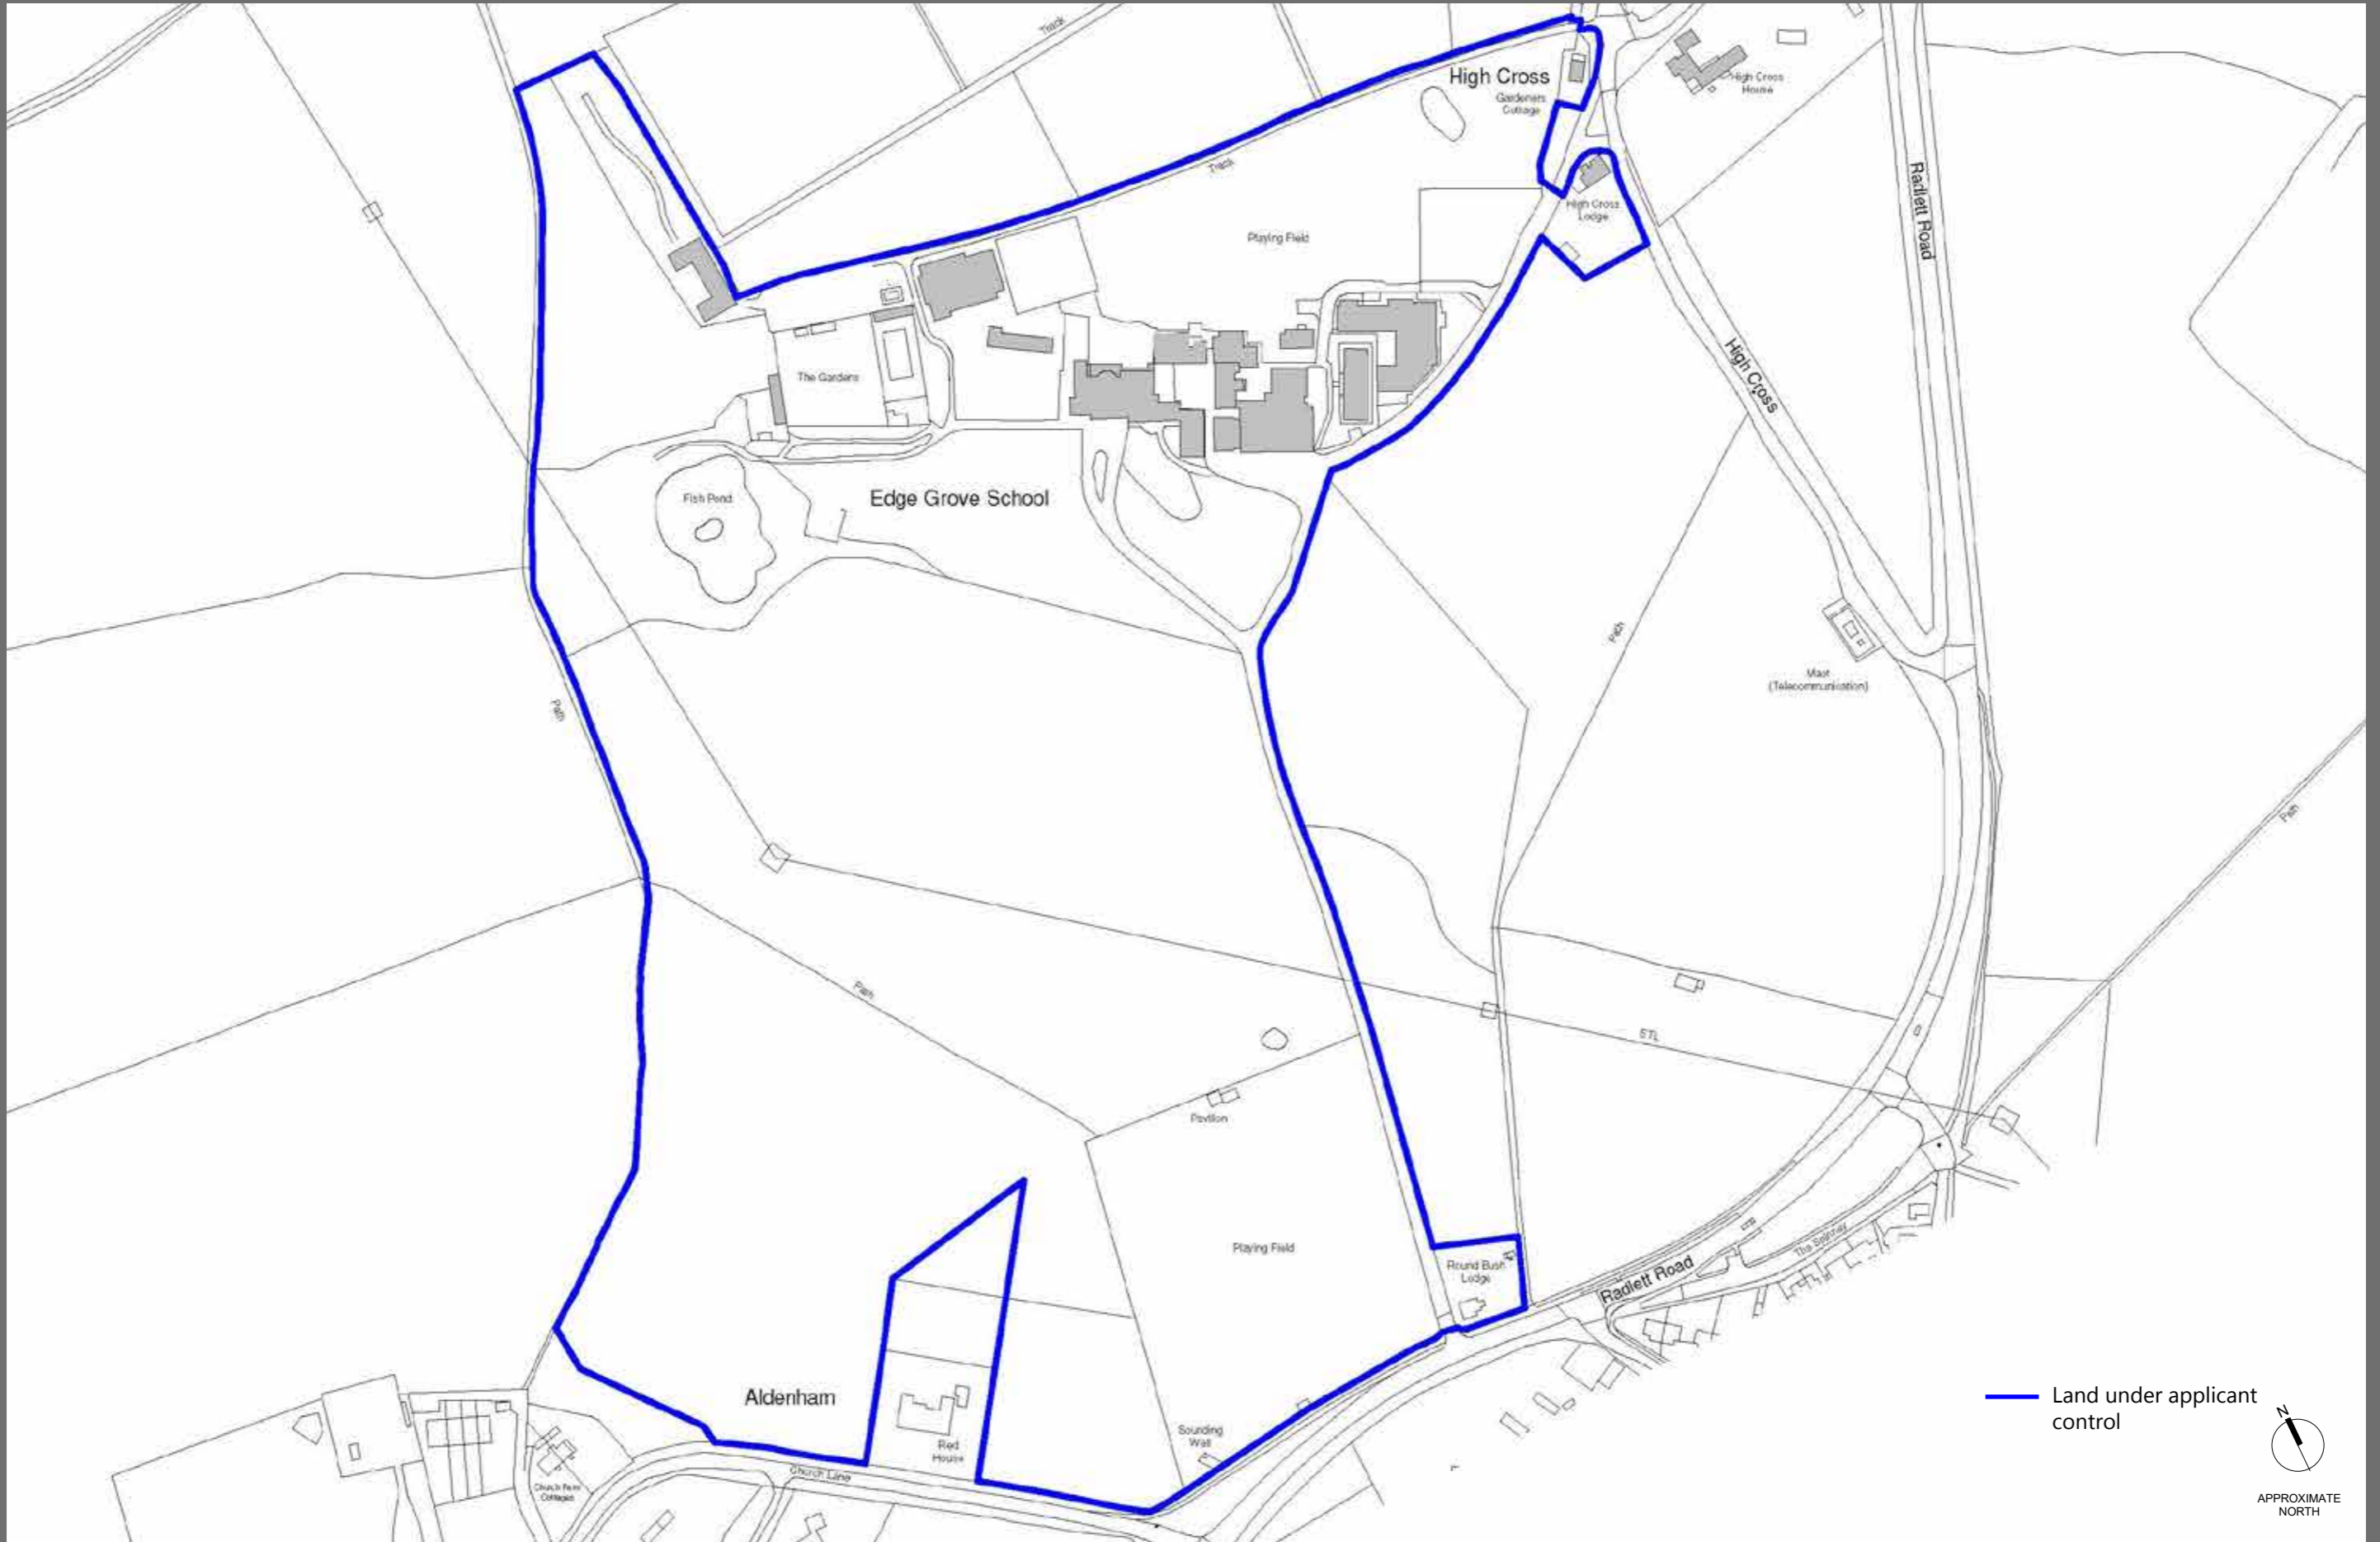 Track
High Cross
Gardeners
Cottage
High Cross
House
Track
Radlett Road
High Cross
Lodge
Playing Field
The Gardens
High Cross
Fish Pond
Edge Grove School
Path
Mast
(Telecommunication)
Path
Path
Path
ETL
Pavilion
Playing Field
Round Bush
Lodge
The Spinney
Radlett Road
Aldenham
Land under applicant
control
Sounding
Wall
Red
House
Church Lane
Church Farm
Cottages
N
APPROXIMATE
NORTH